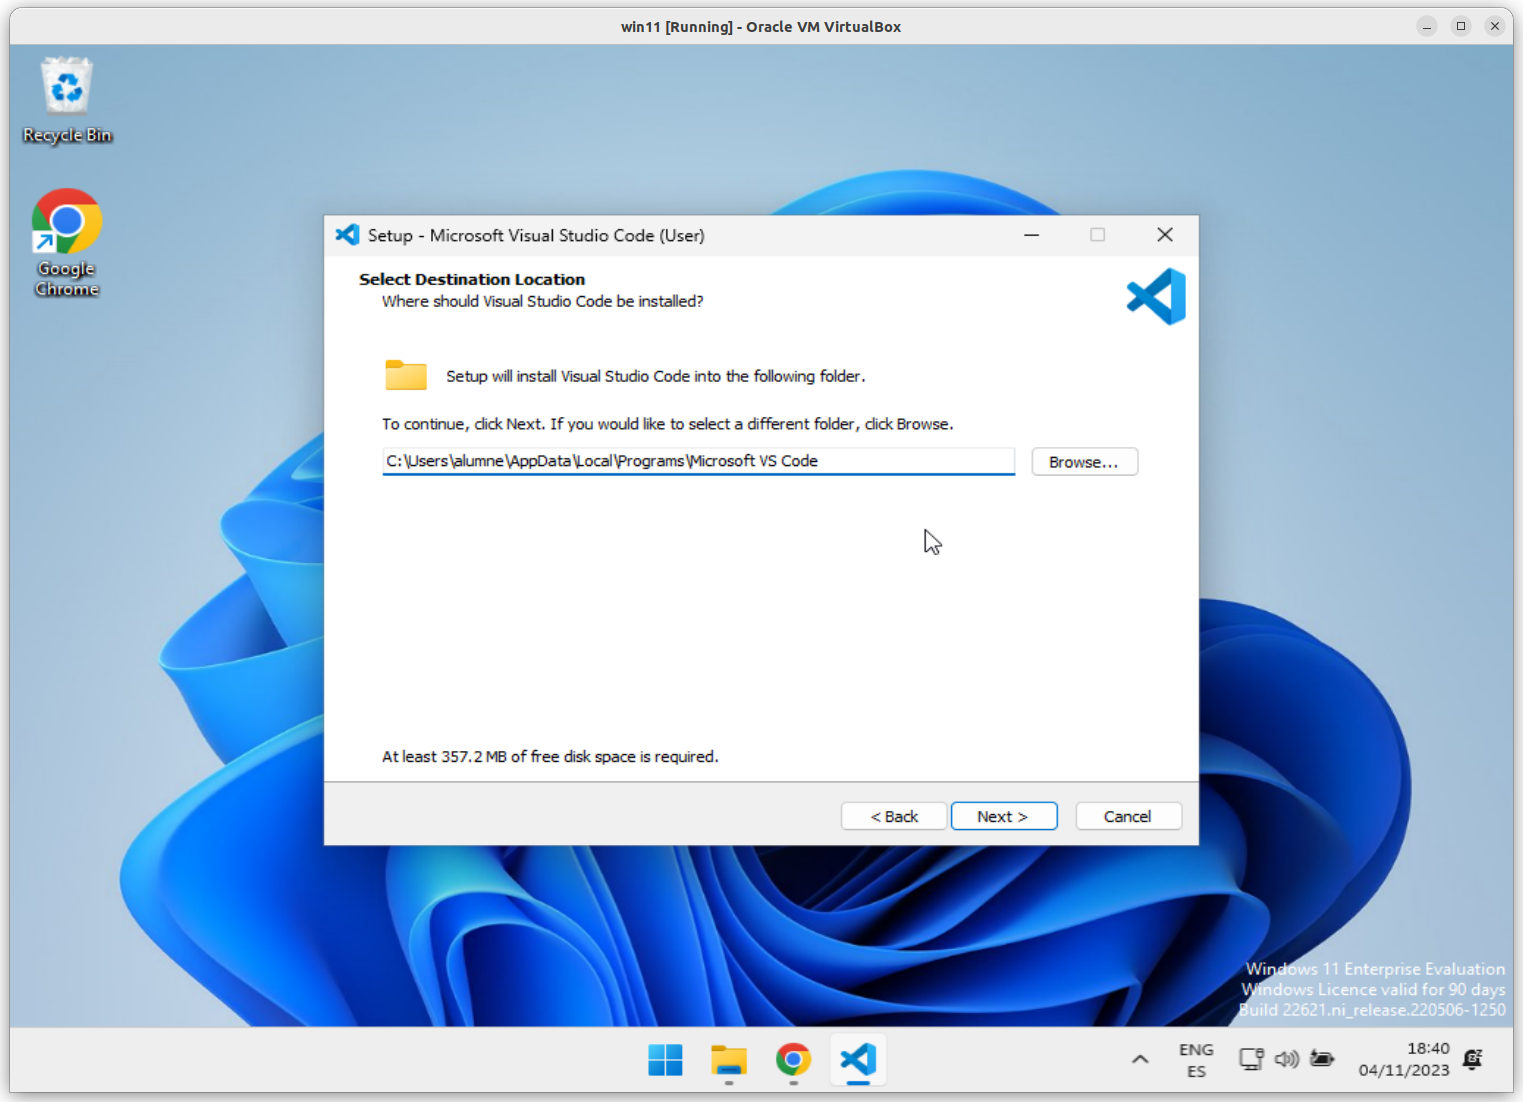 win11 [Running] - Oracle VM VirtualBox
Recycle Bin
Google
Chrome
Setup - Microsoft Visual Studio Code (User)
Select Destination Location
Where should Visual Studio Code be installed?
Setup will install Visual Studio Code into the following folder.
To continue, click Next. If you would like to select a different folder, click Browse.
C:\Users\alumne\AppData\Local\Programs\Microsoft VS Code
Browse...
At least 357.2 MB of free disk space is required.
< Back
Next >
Cancel
Windows 11 Enterprise Evaluation
Windows Licence valid for 90 days
Build 22621.ni_release.220506-1250
ENG
ES
18:40
04/11/2023